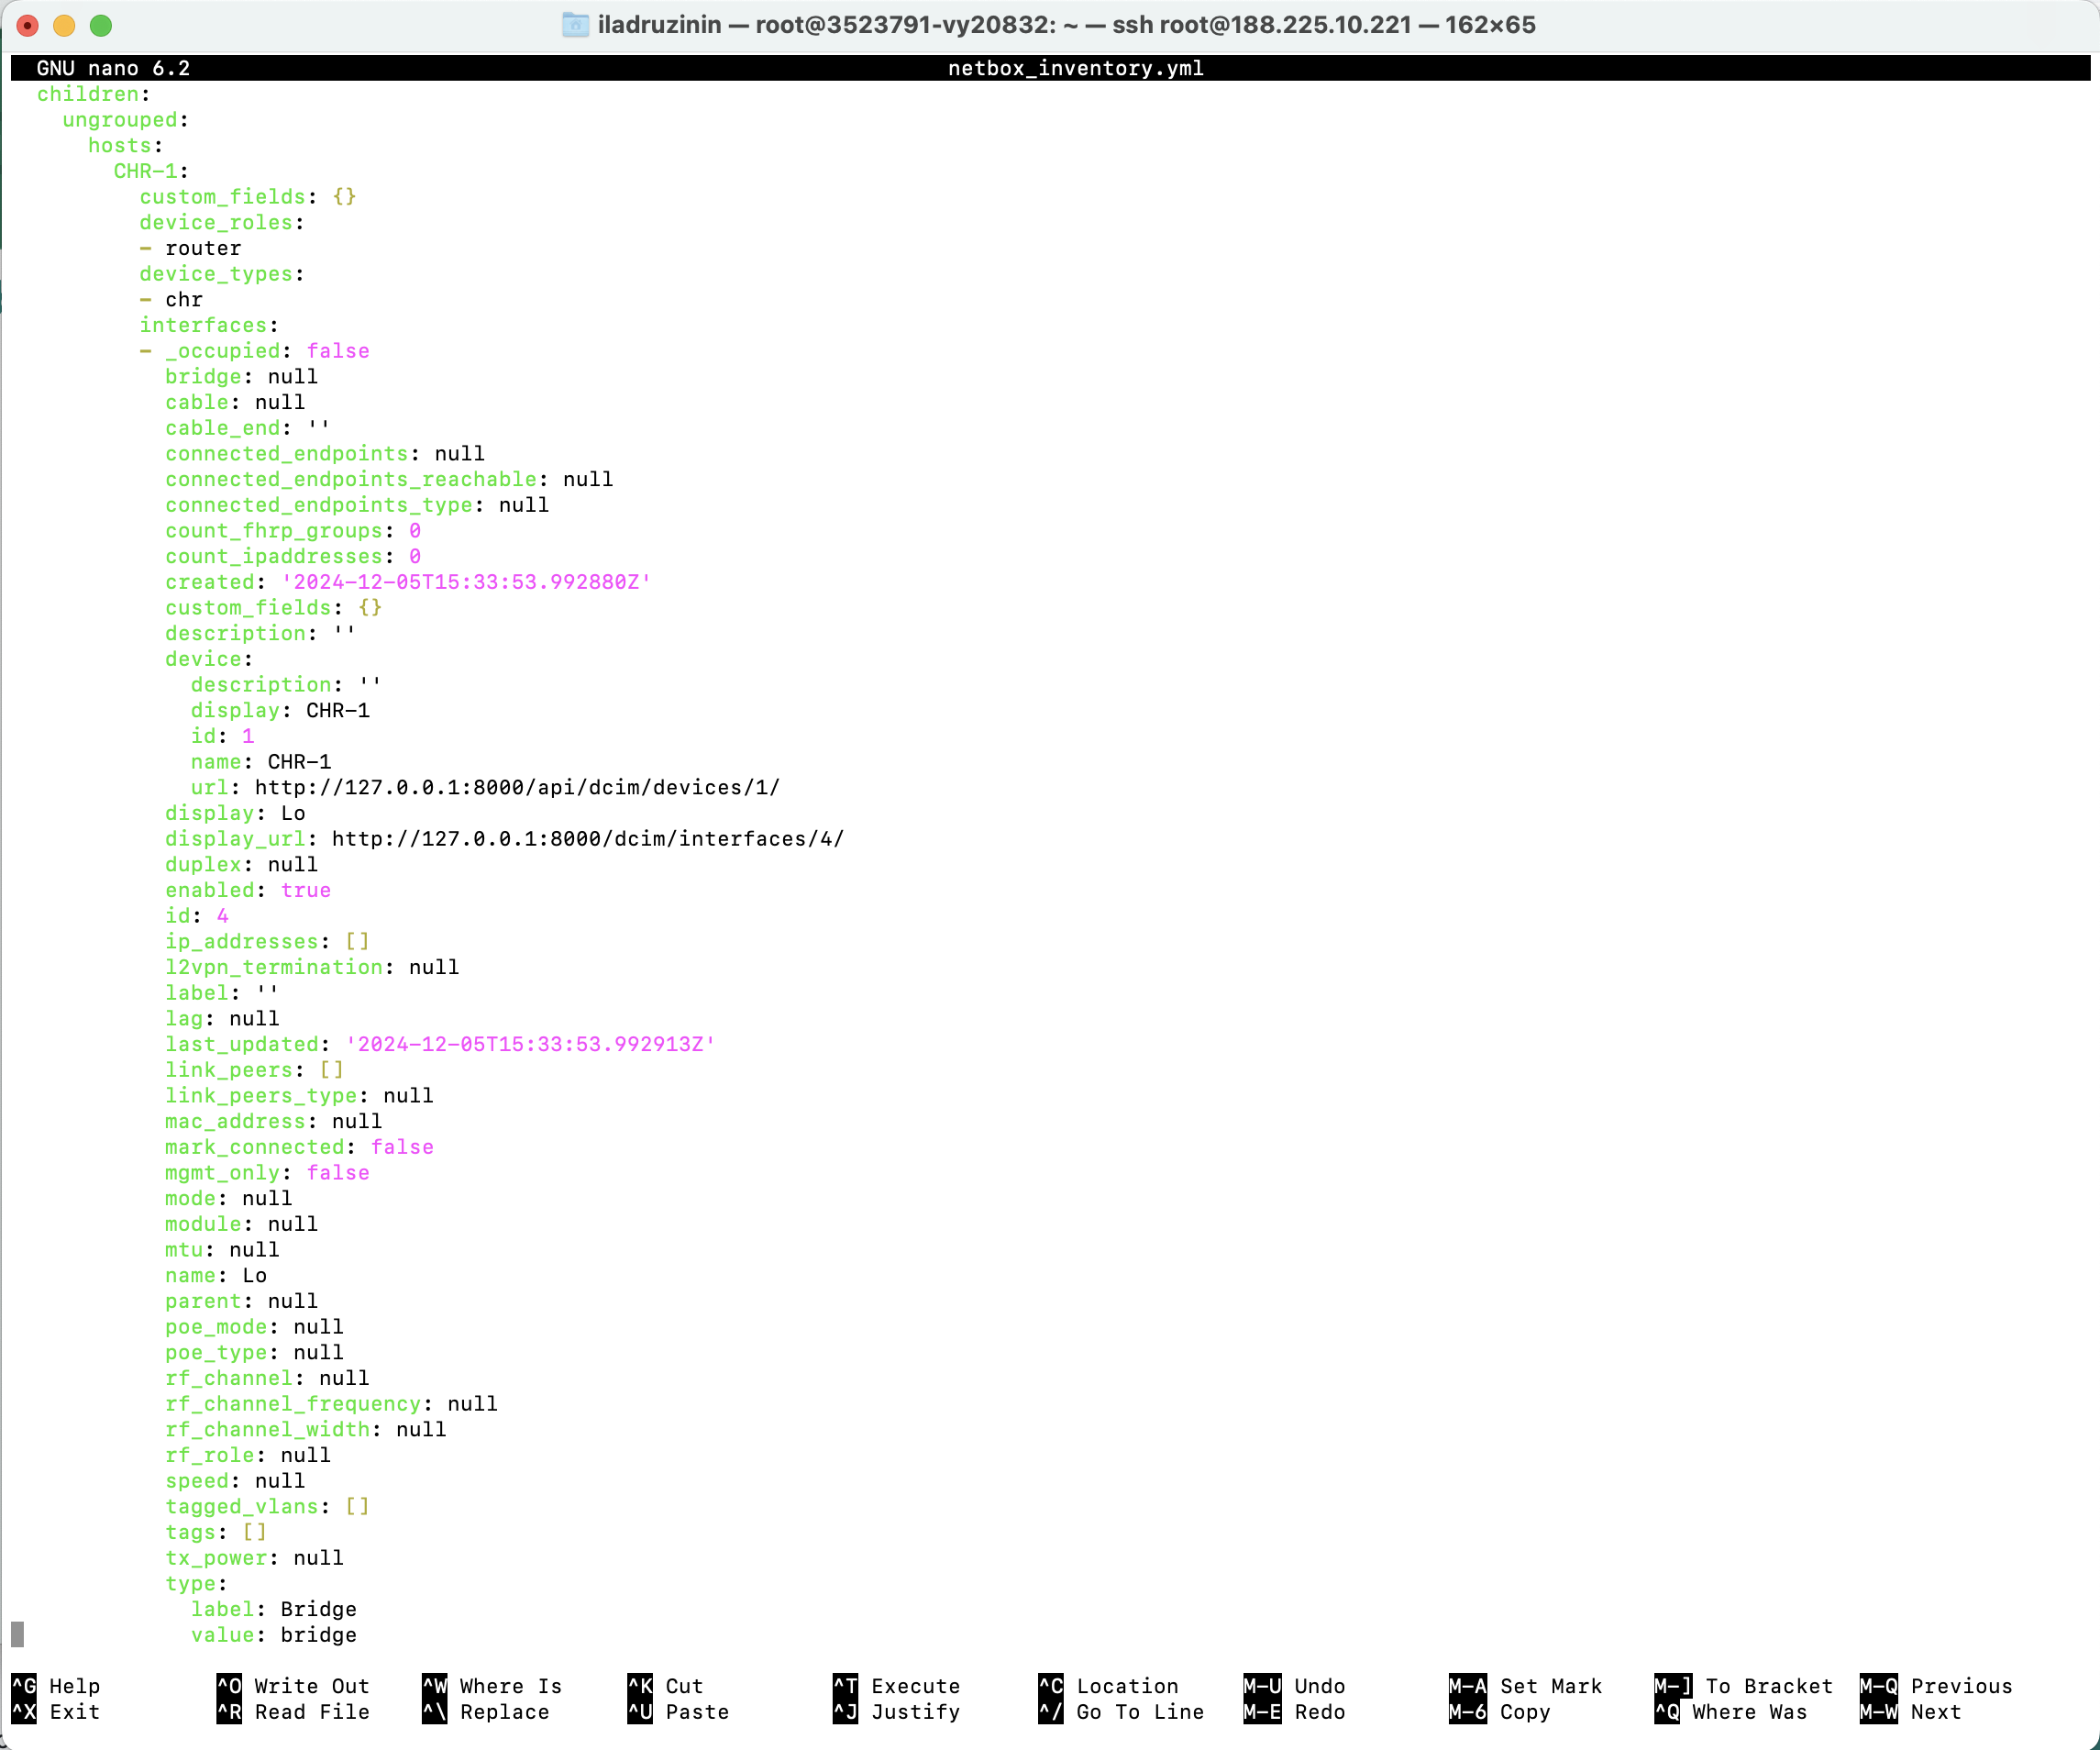 iladruzinin — root@3523791-vy20832: ~ — ssh root@188.225.10.221 — 162×65
GNU nano 6.2 netbox_inventory.yml
children:
ungrouped:
hosts:
CHR-1:
custom_fields: {}
device_roles:
- router
device_types:
- chr
interfaces:
- _occupied: false
bridge: null
cable: null
cable_end: ''
connected_endpoints: null
connected_endpoints_reachable: null
connected_endpoints_type: null
count_fhrp_groups: 0
count_ipaddresses: 0
created: '2024-12-05T15:33:53.992880Z'
custom_fields: {}
description: ''
device:
description: ''
display: CHR-1
id: 1
name: CHR-1
url: http://127.0.0.1:8000/api/dcim/devices/1/
display: Lo
display_url: http://127.0.0.1:8000/dcim/interfaces/4/
duplex: null
enabled: true
id: 4
ip_addresses: []
l2vpn_termination: null
label: ''
lag: null
last_updated: '2024-12-05T15:33:53.992913Z'
link_peers: []
link_peers_type: null
mac_address: null
mark_connected: false
mgmt_only: false
mode: null
module: null
mtu: null
name: Lo
parent: null
poe_mode: null
poe_type: null
rf_channel: null
rf_channel_frequency: null
rf_channel_width: null
rf_role: null
speed: null
tagged_vlans: []
tags: []
tx_power: null
type:
label: Bridge
value: bridge
^G Help ^O Write Out ^W Where Is ^K Cut ^T Execute ^C Location M-U Undo M-A Set Mark M-] To Bracket M-Q Previous
^X Exit ^R Read File ^\ Replace ^U Paste ^J Justify ^/ Go To Line M-E Redo M-6 Copy ^Q Where Was M-W Next